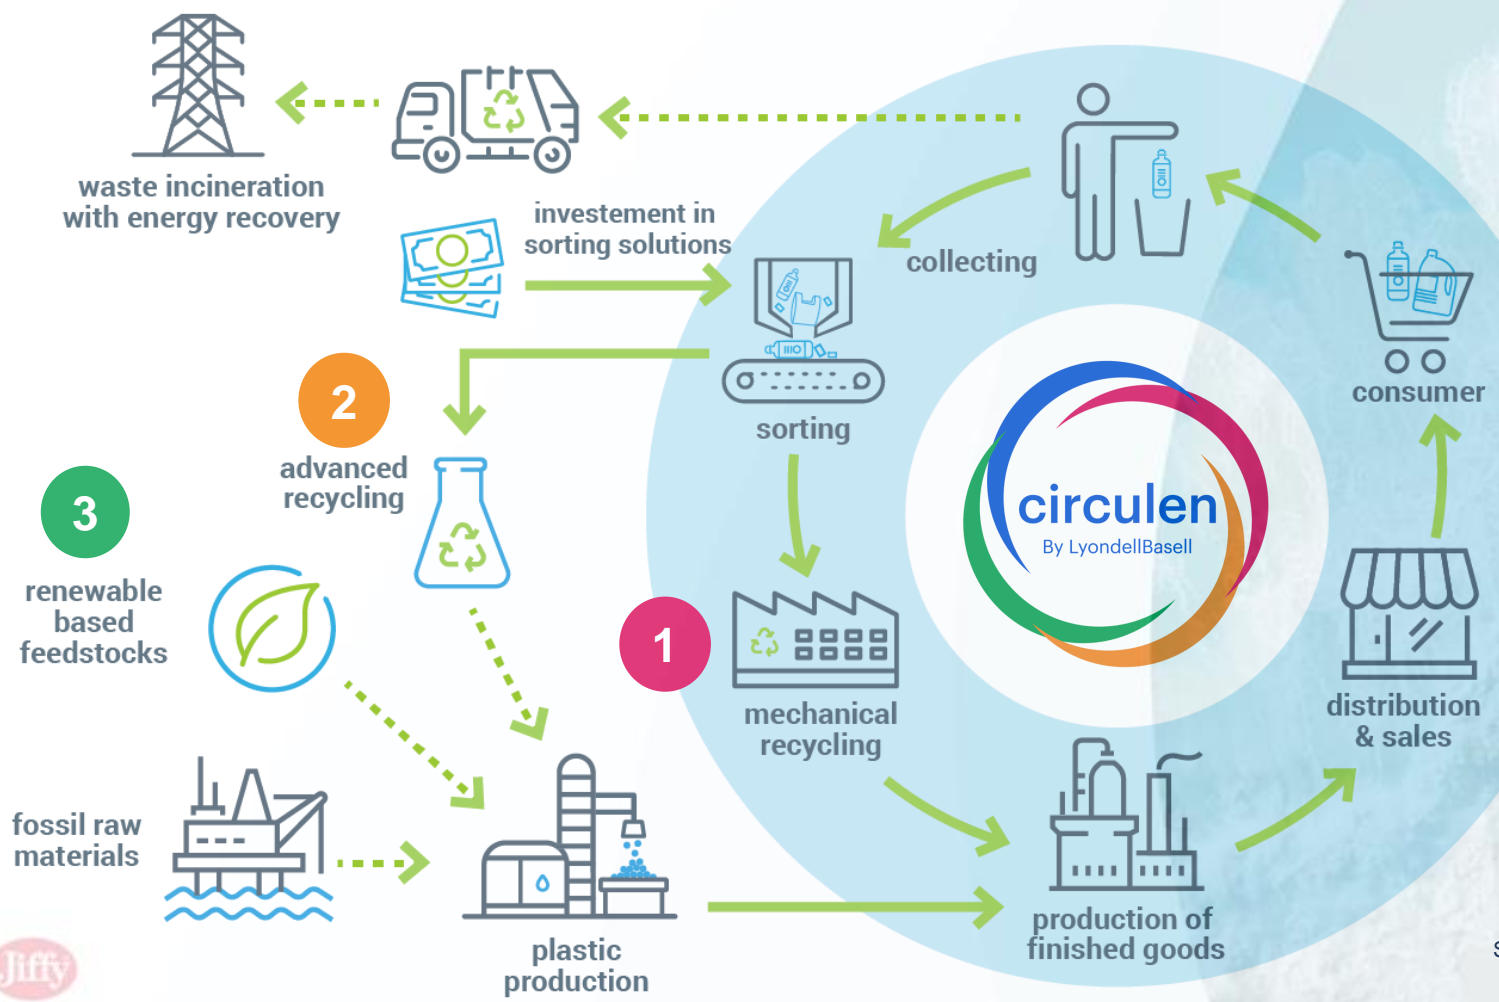 waste incineration
with energy recovery
investement in
sorting solutions
collecting
sorting
consumer
2
advanced
recycling
3
renewable
based
feedstocks
circulen
By LyondellBasell
1
mechanical
recycling
distribution
& sales
fossil raw
materials
plastic
production
production of
finished goods
Jiffy